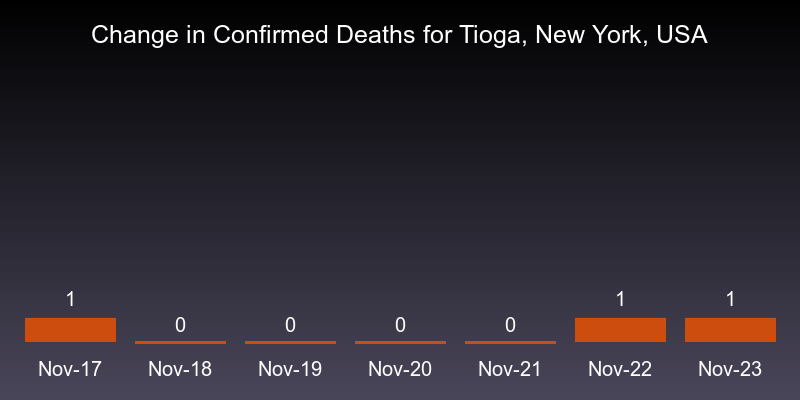 Change in Confirmed Deaths for Tioga, New York, USA
1 0 0 0 0 1 1
Nov-17 Nov-18 Nov-19 Nov-20 Nov-21 Nov-22 Nov-23